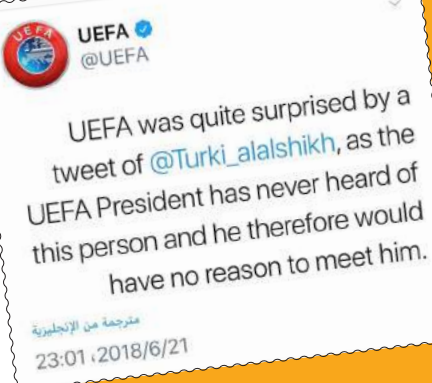 UEFA
UEFA
@UEFA
UEFA was quite surprised by a
tweet of @Turki_alalshikh, as the
UEFA President has never heard of
this person and he therefore would
have no reason to meet him.
مترجمة من الإنجليزية
23:01 ،2018/6/21